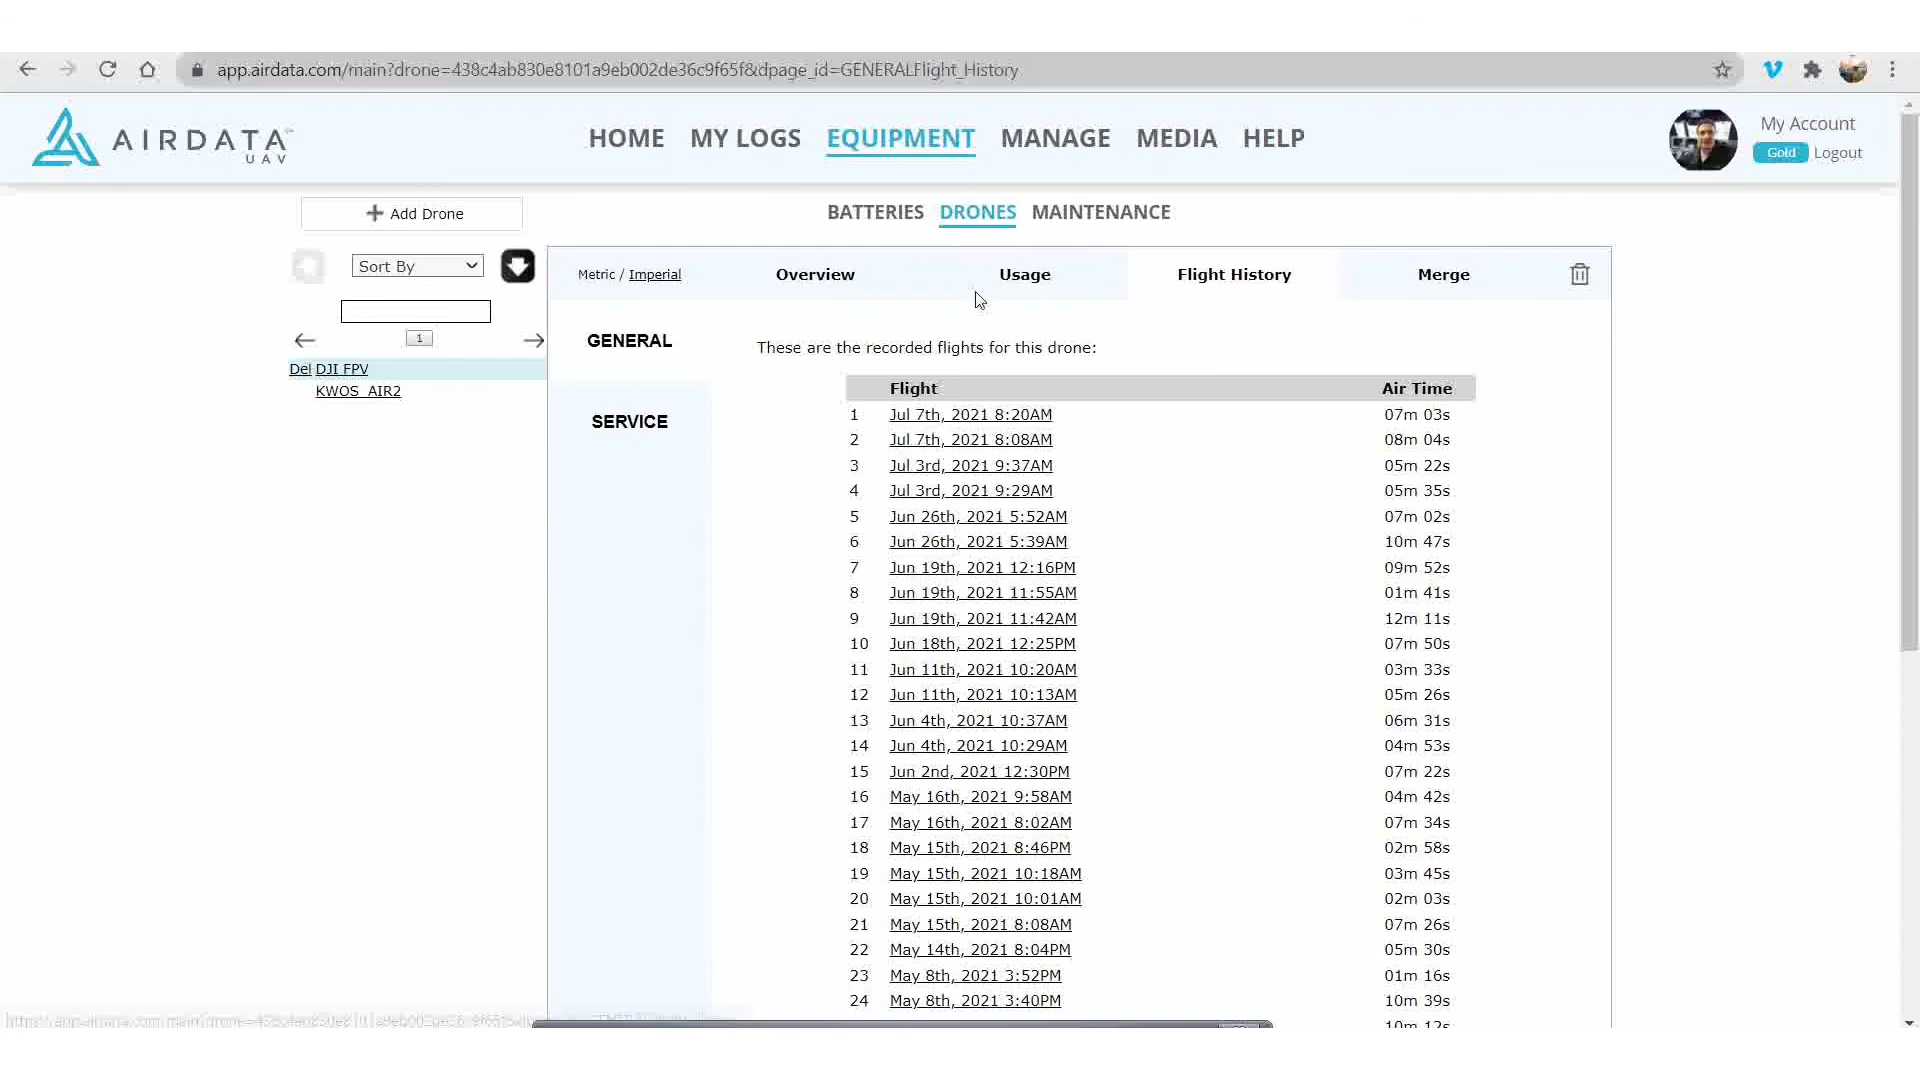 app.airdata.com/main?drone=438c4ab830e8101a9eb002de36c9f65f&dpage_id=GENERALFlight_History
AIRDATA
UAV
HOME MY LOGS EQUIPMENT MANAGE MEDIA HELP
My Account
Gold Logout
Add Drone
BATTERIES DRONES MAINTENANCE
Sort By
1
Del DJI FPV
KWOS_AIR2
Metric / Imperial Overview Usage Flight History Merge
GENERAL
SERVICE
These are the recorded flights for this drone:
Flight Air Time
1 Jul 7th, 2021 8:20AM 07m 03s
2 Jul 7th, 2021 8:08AM 08m 04s
3 Jul 3rd, 2021 9:37AM 05m 22s
4 Jul 3rd, 2021 9:29AM 05m 35s
5 Jun 26th, 2021 5:52AM 07m 02s
6 Jun 26th, 2021 5:39AM 10m 47s
7 Jun 19th, 2021 12:16PM 09m 52s
8 Jun 19th, 2021 11:55AM 01m 41s
9 Jun 19th, 2021 11:42AM 12m 11s
10 Jun 18th, 2021 12:25PM 07m 50s
11 Jun 11th, 2021 10:20AM 03m 33s
12 Jun 11th, 2021 10:13AM 05m 26s
13 Jun 4th, 2021 10:37AM 06m 31s
14 Jun 4th, 2021 10:29AM 04m 53s
15 Jun 2nd, 2021 12:30PM 07m 22s
16 May 16th, 2021 9:58AM 04m 42s
17 May 16th, 2021 8:02AM 07m 34s
18 May 15th, 2021 8:46PM 02m 58s
19 May 15th, 2021 10:18AM 03m 45s
20 May 15th, 2021 10:01AM 02m 03s
21 May 15th, 2021 8:08AM 07m 26s
22 May 14th, 2021 8:04PM 05m 30s
23 May 8th, 2021 3:52PM 01m 16s
24 May 8th, 2021 3:40PM 10m 39s
10m 12s